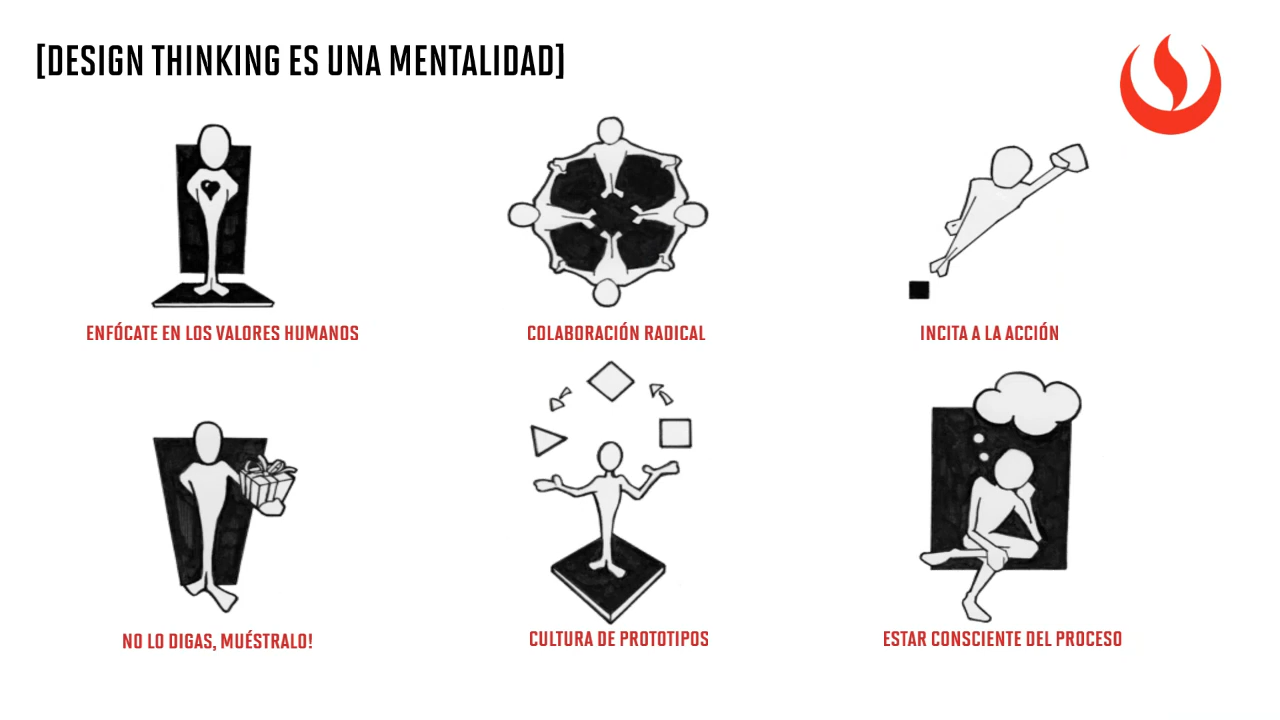 [DESIGN THINKING ES UNA MENTALIDAD]
ENFÓCATE EN LOS VALORES HUMANOS
COLABORACIÓN RADICAL
INCITA A LA ACCIÓN
NO LO DIGAS, MUÉSTRALO!
CULTURA DE PROTOTIPOS
ESTAR CONSCIENTE DEL PROCESO